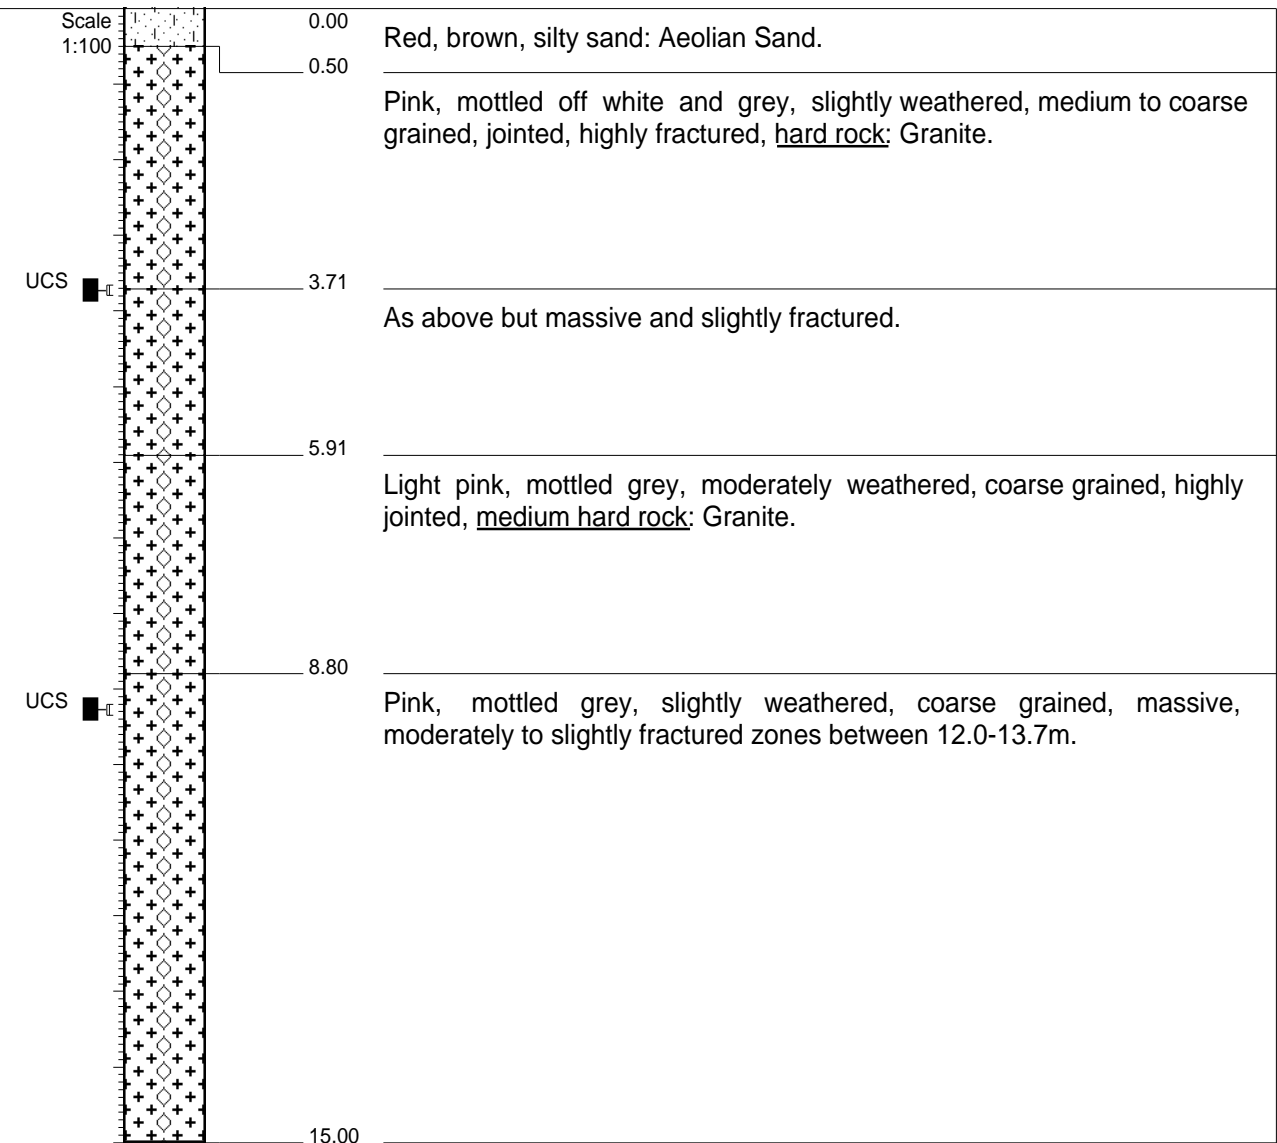 Scale
1:100
0.00
Red, brown, silty sand: Aeolian Sand.
0.50
Pink, mottled off white and grey, slightly weathered, medium to coarse
grained, jointed, highly fractured, hard rock: Granite.
UCS
3.71
As above but massive and slightly fractured.
5.91
Light pink, mottled grey, moderately weathered, coarse grained, highly
jointed, medium hard rock: Granite.
8.80
UCS
Pink, mottled grey, slightly weathered, coarse grained, massive,
moderately to slightly fractured zones between 12.0-13.7m.
15.00